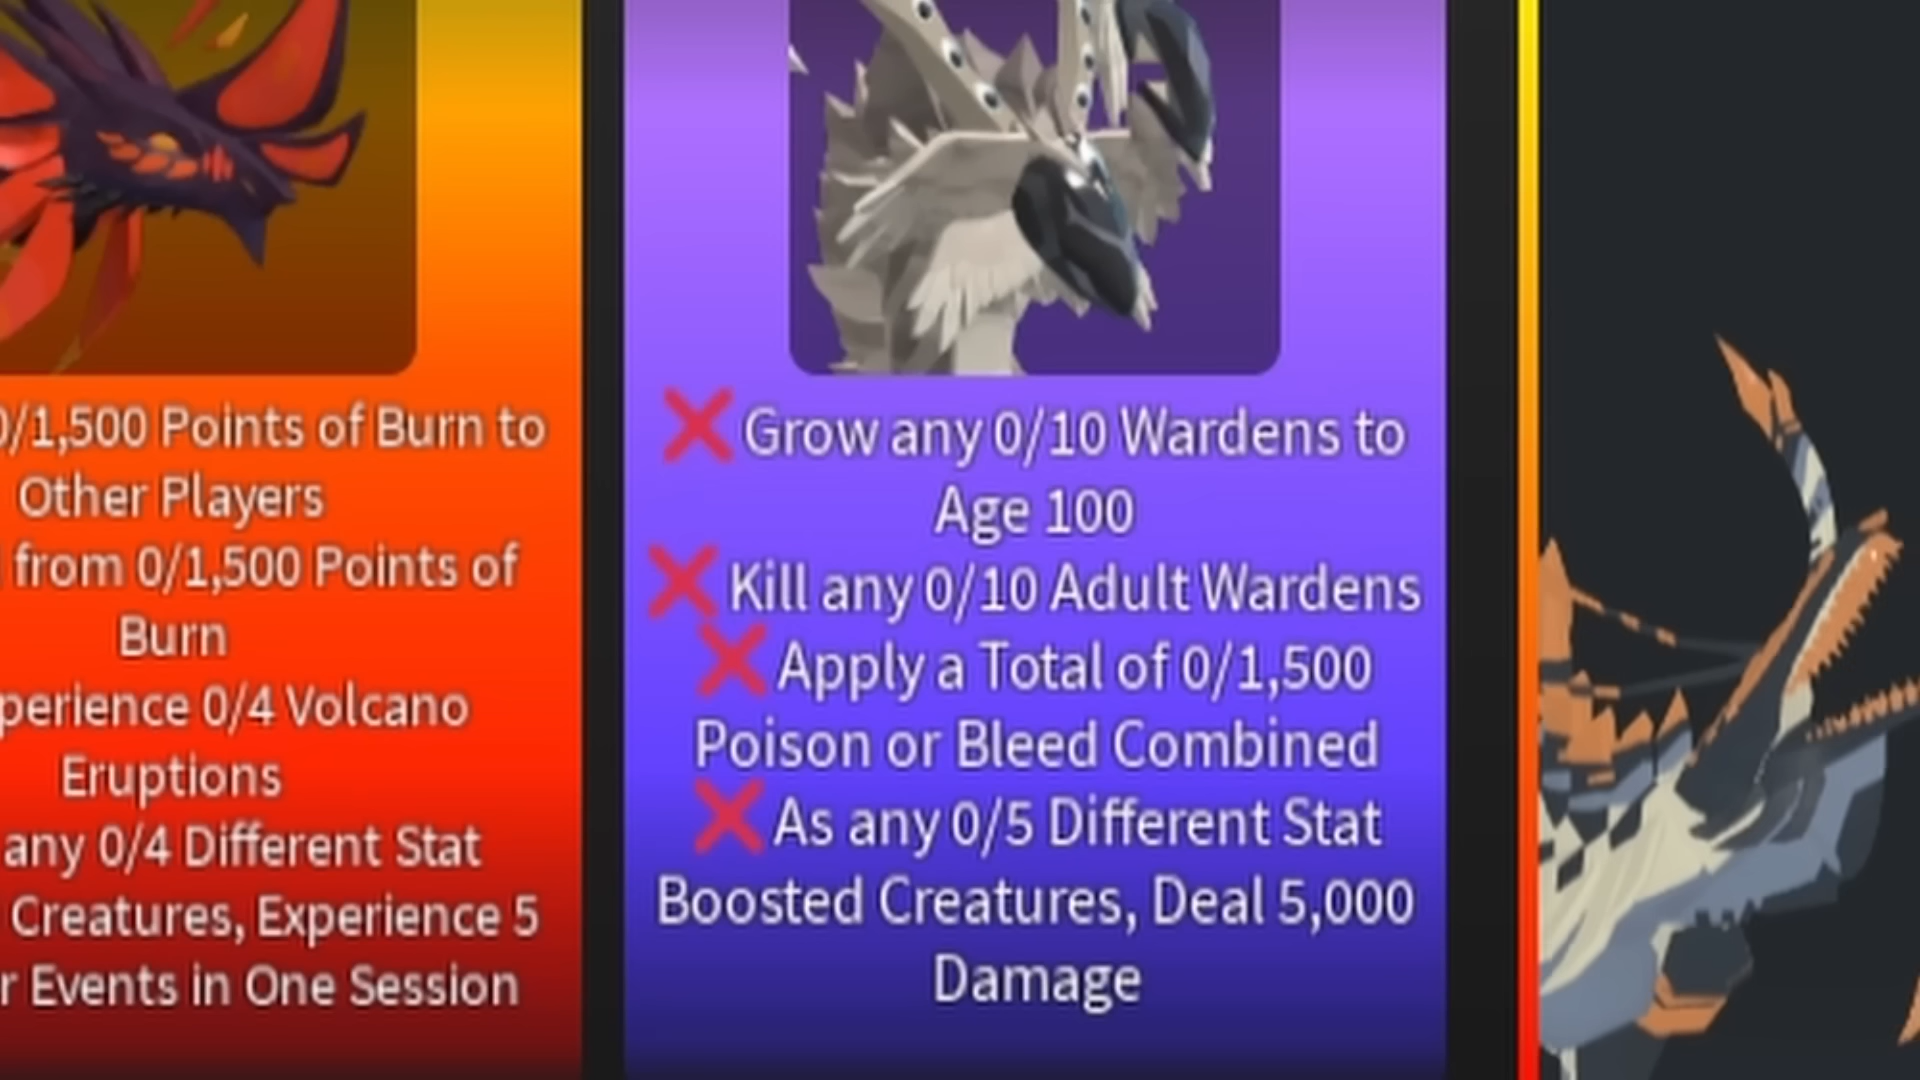 0/1,500 Points of Burn to
Other Players
from 0/1,500 Points of
Burn
perience 0/4 Volcano
Eruptions
any 0/4 Different Stat
Creatures, Experience 5
r Events in One Session
❌ Grow any 0/10 Wardens to
Age 100
❌ Kill any 0/10 Adult Wardens
❌ Apply a Total of 0/1,500
Poison or Bleed Combined
❌ As any 0/5 Different Stat
Boosted Creatures, Deal 5,000
Damage